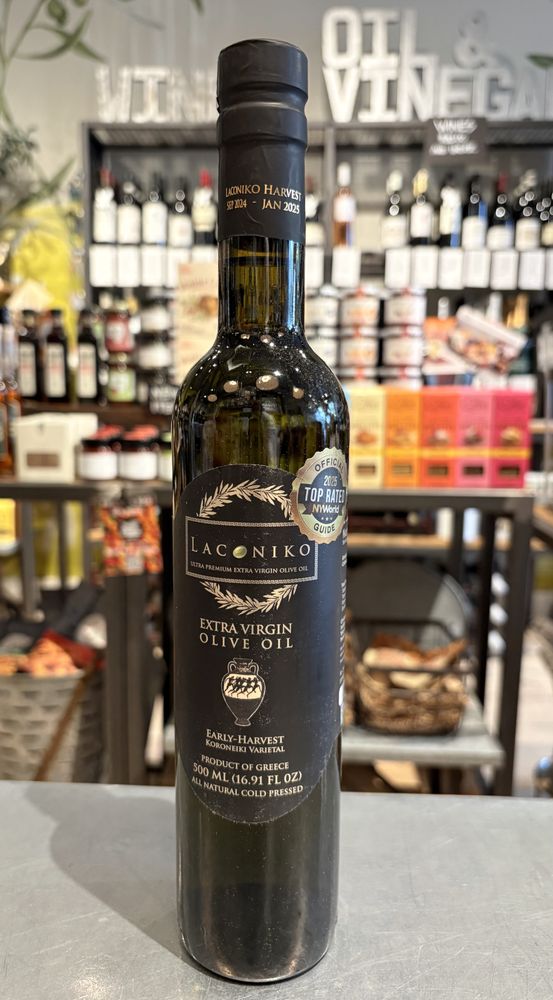 OIL &
VINEGA
WINES
LACONIKO HARVEST
SEP 2024 - JAN 2025
OFFICIAL
2025
TOP RATED
NYWorld
GUIDE
LACONIKO
ULTRA PREMIUM EXTRA VIRGIN OLIVE OIL
EXTRA VIRGIN
OLIVE OIL
EARLY-HARVEST
KORONEIKI VARIETAL
PRODUCT OF GREECE
500 ML (16.91 FL OZ)
ALL NATURAL COLD PRESSED